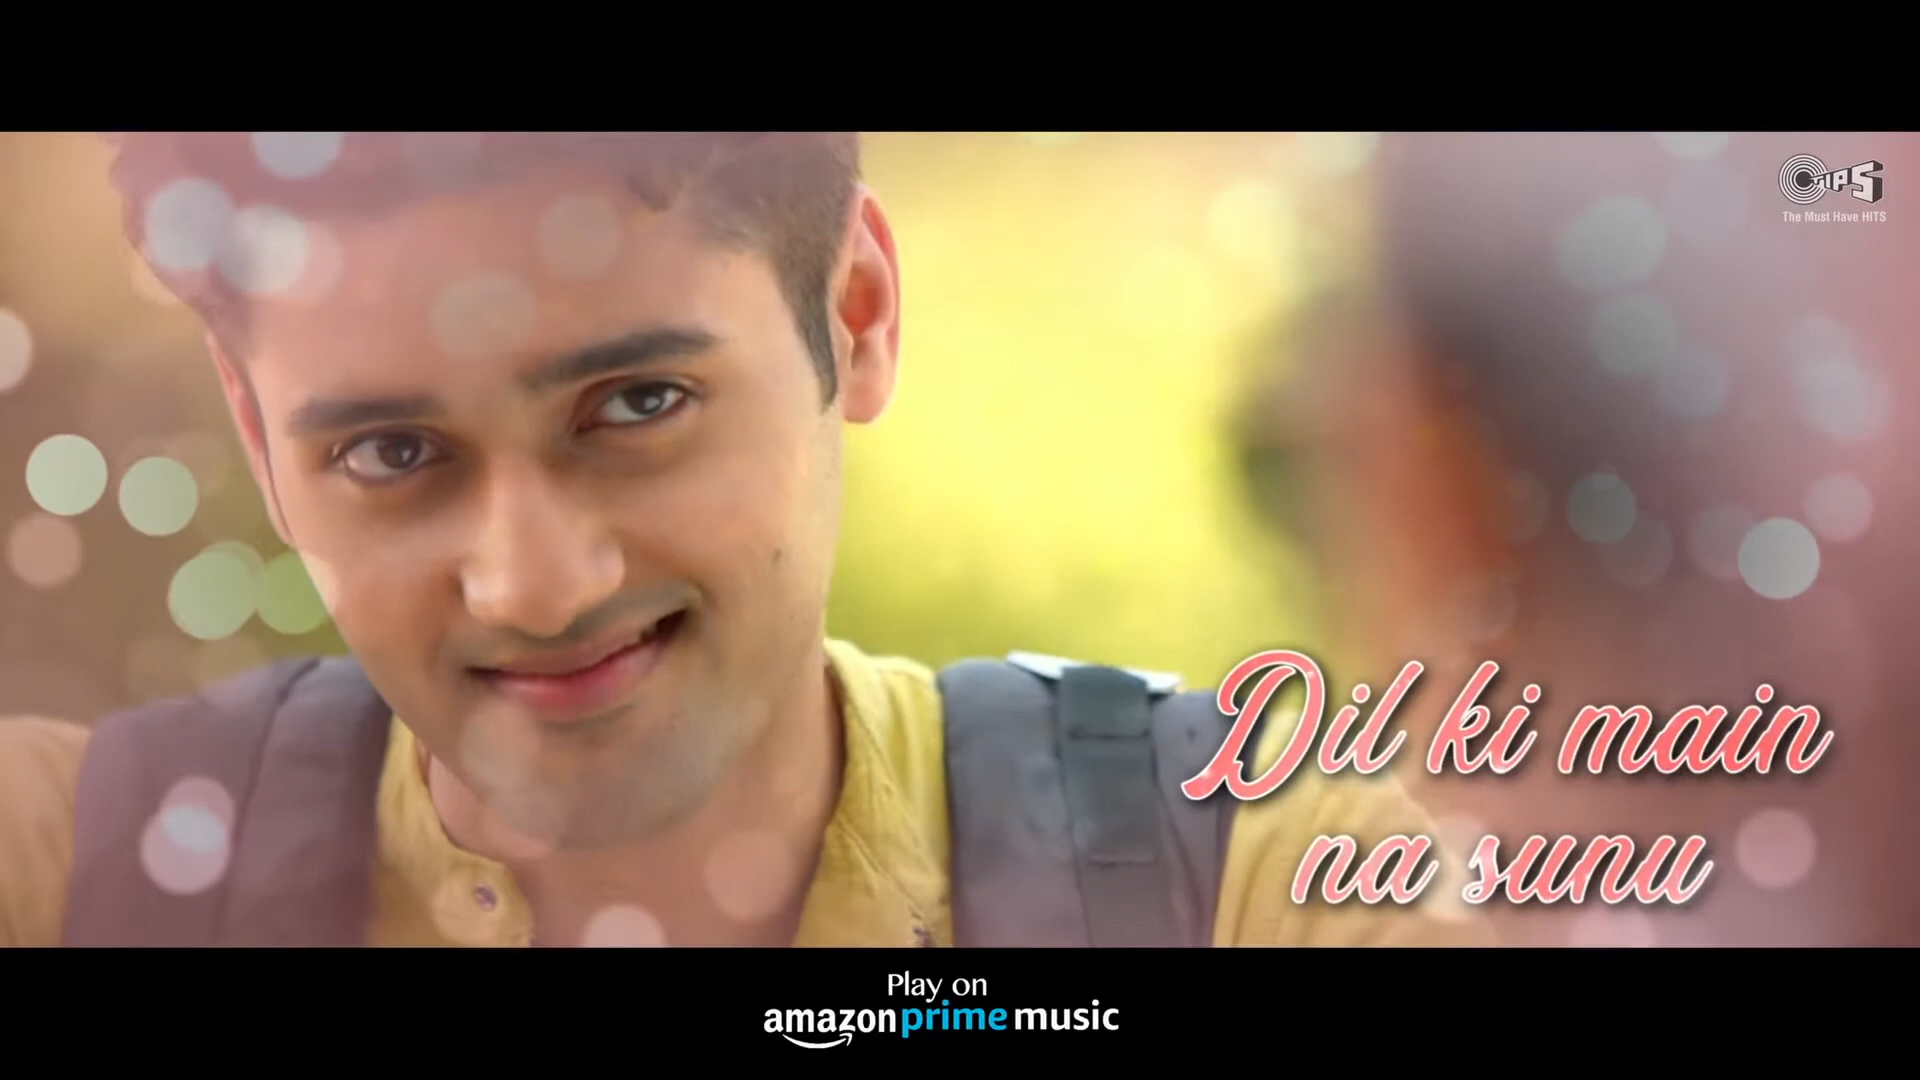 TIPS
The Must Have HITS
Dil ki main
na sunu
Play on
amazon prime music